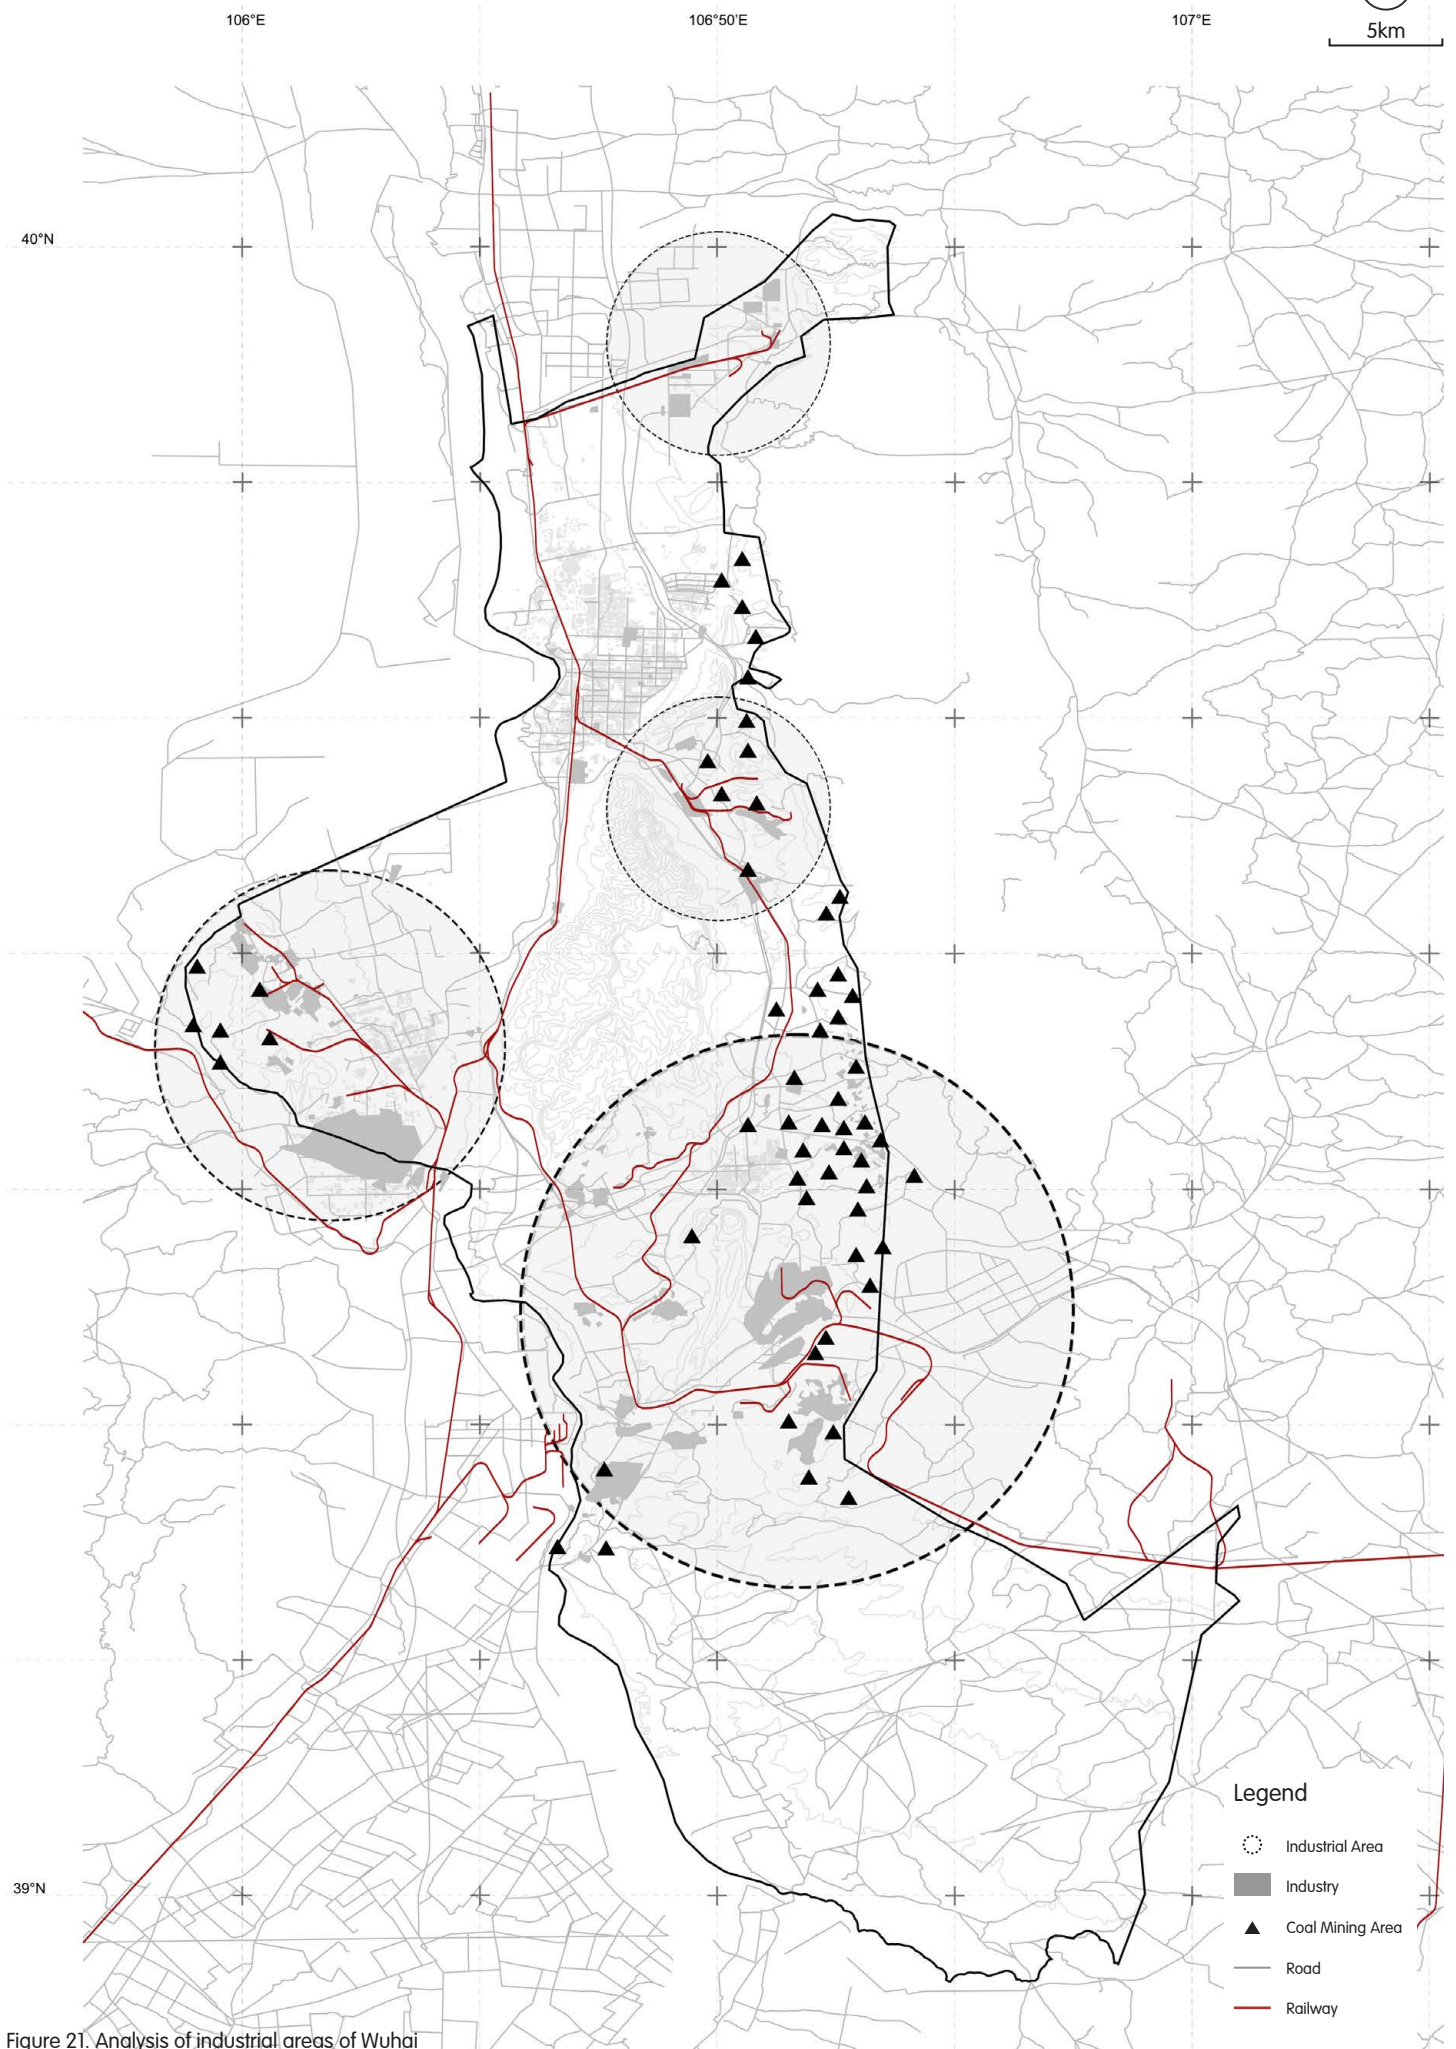 106°E
106°50′E
107°E
5km
40°N
39°N
Legend
Industrial Area
Industry
Coal Mining Area
Road
Railway
Figure 21. Analysis of industrial areas of Wuhai